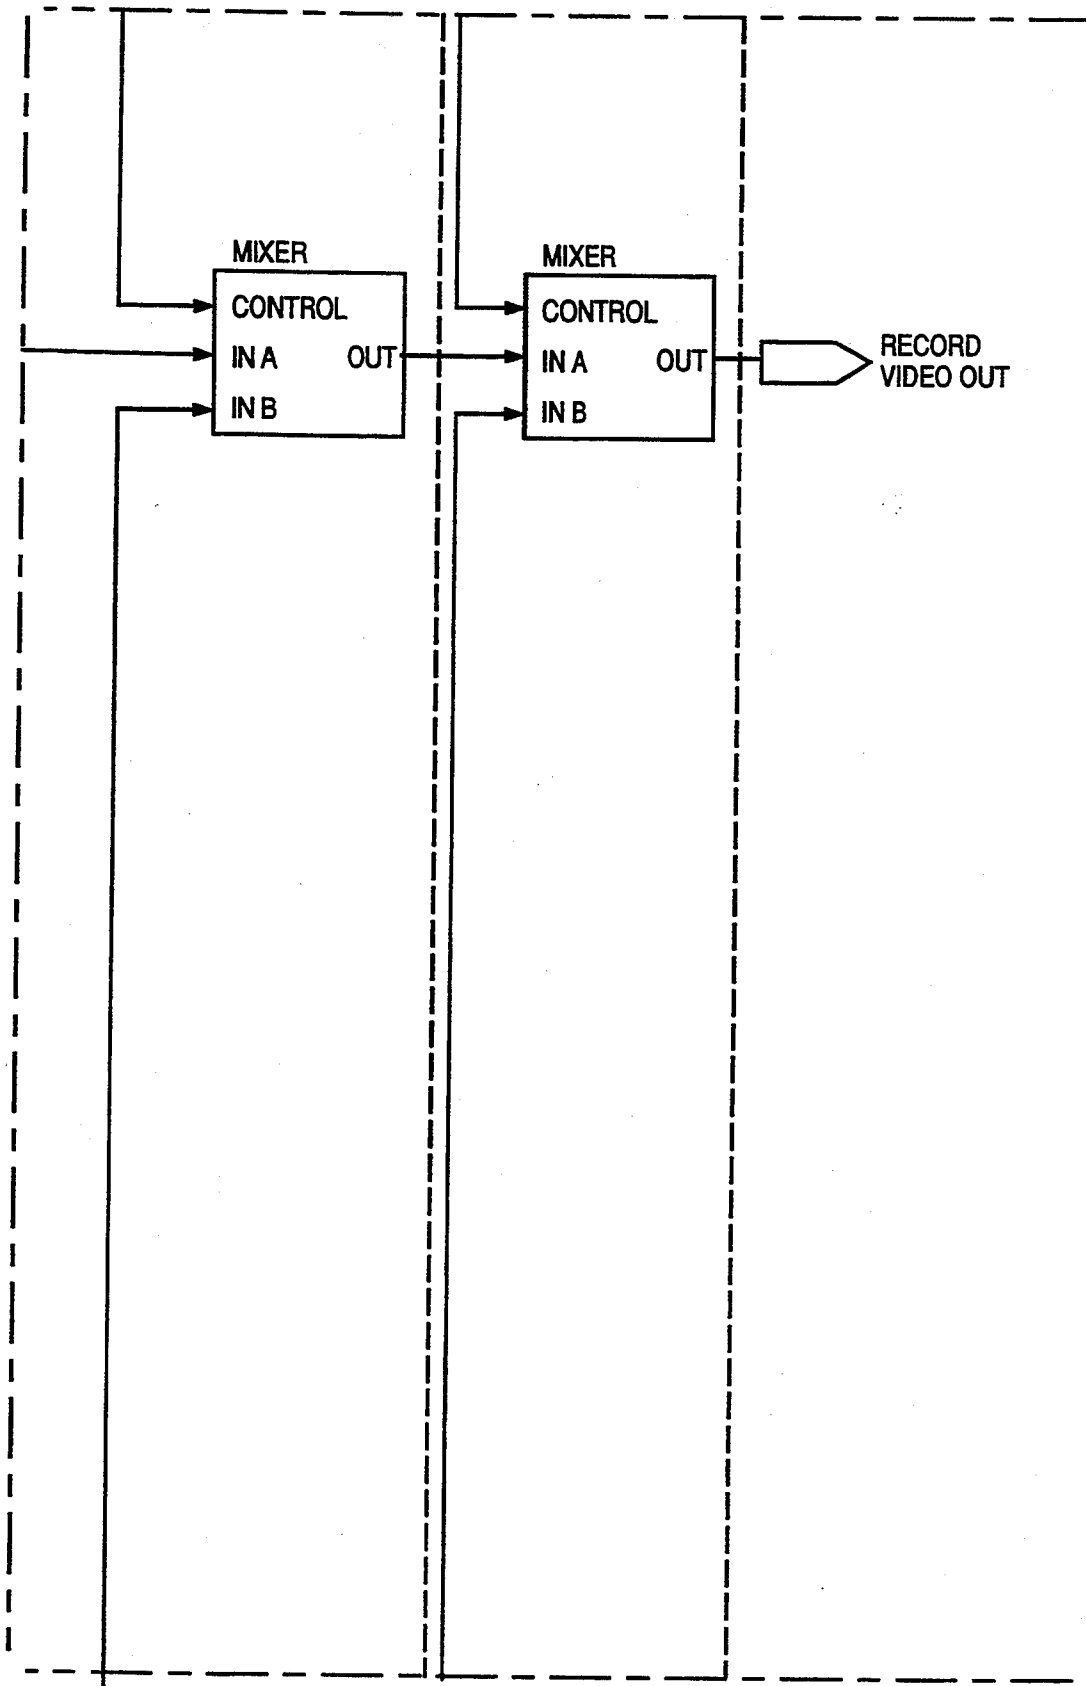 MIXER
CONTROL
IN A
OUT
IN B
MIXER
CONTROL
IN A
OUT
IN B
RECORD
VIDEO OUT